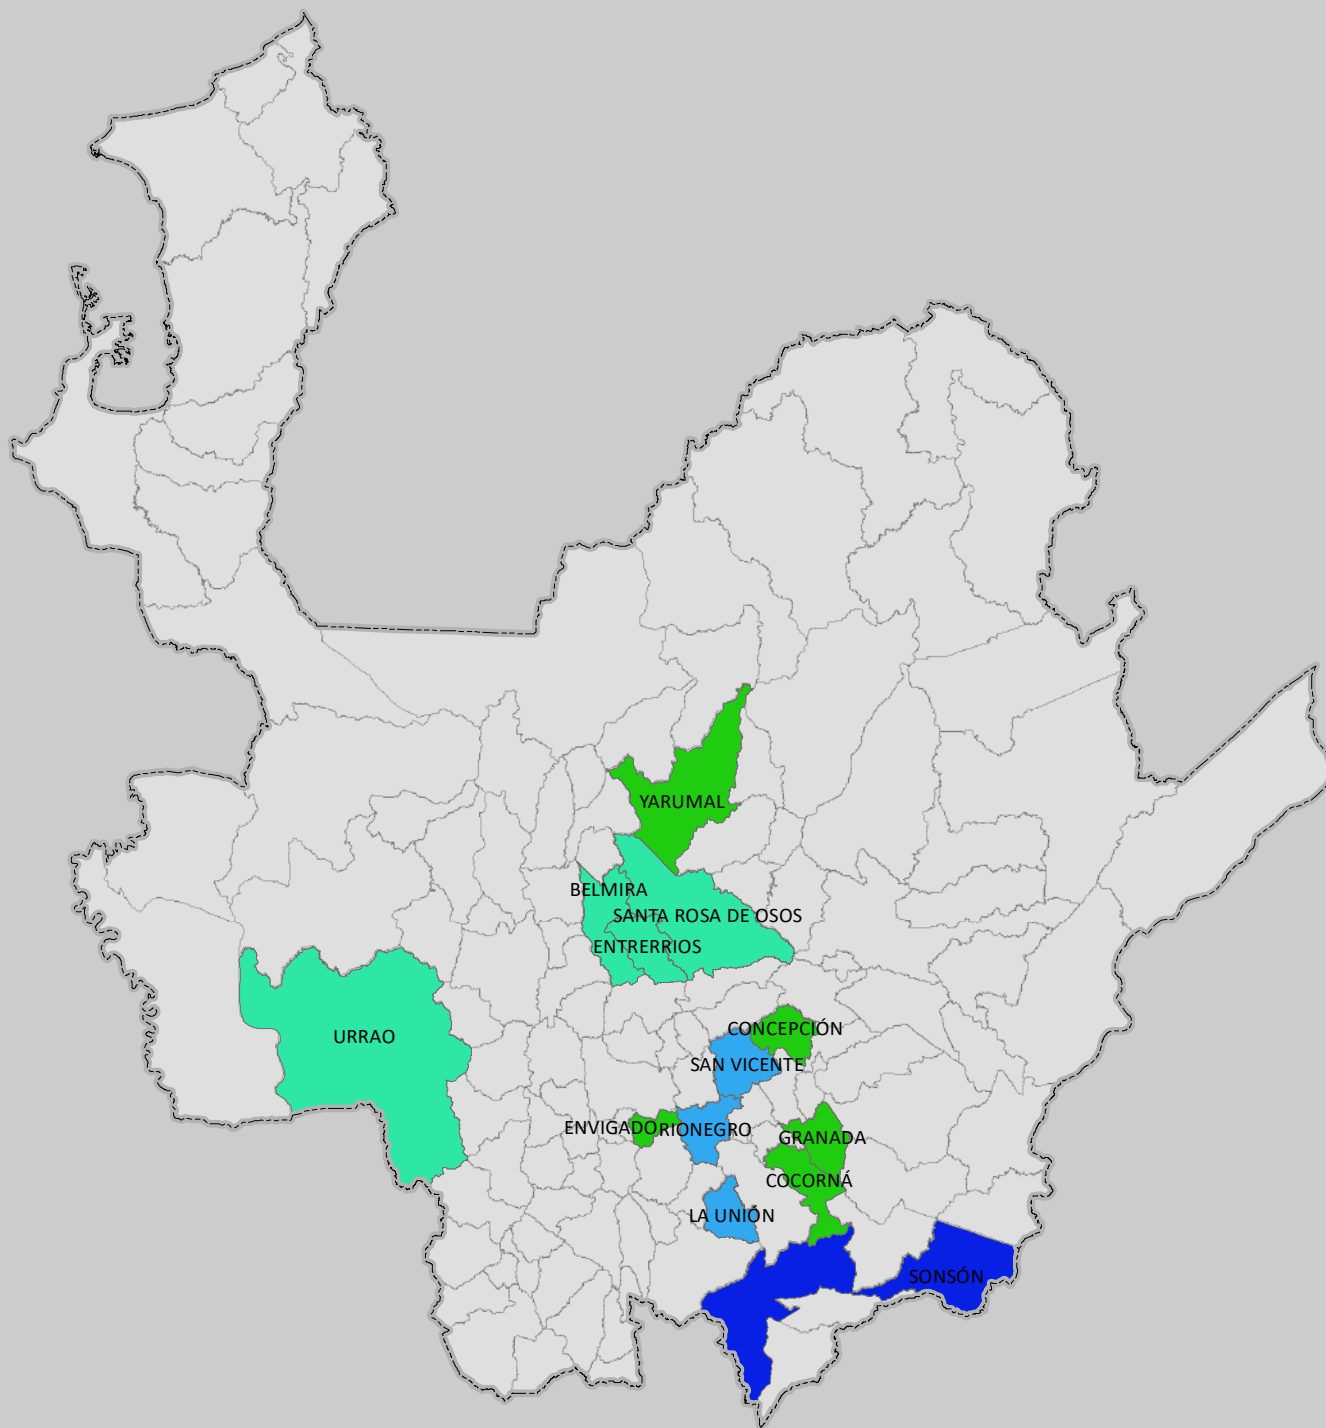 YARUMAL
BELMIRA
SANTA ROSA DE OSOS
ENTRERRIOS
CONCEPCIÓN
URRAO
SAN VICENTE
ENVIGADO
RIONEGRO
GRANADA
COCORNÁ
LA UNIÓN
SONSÓN